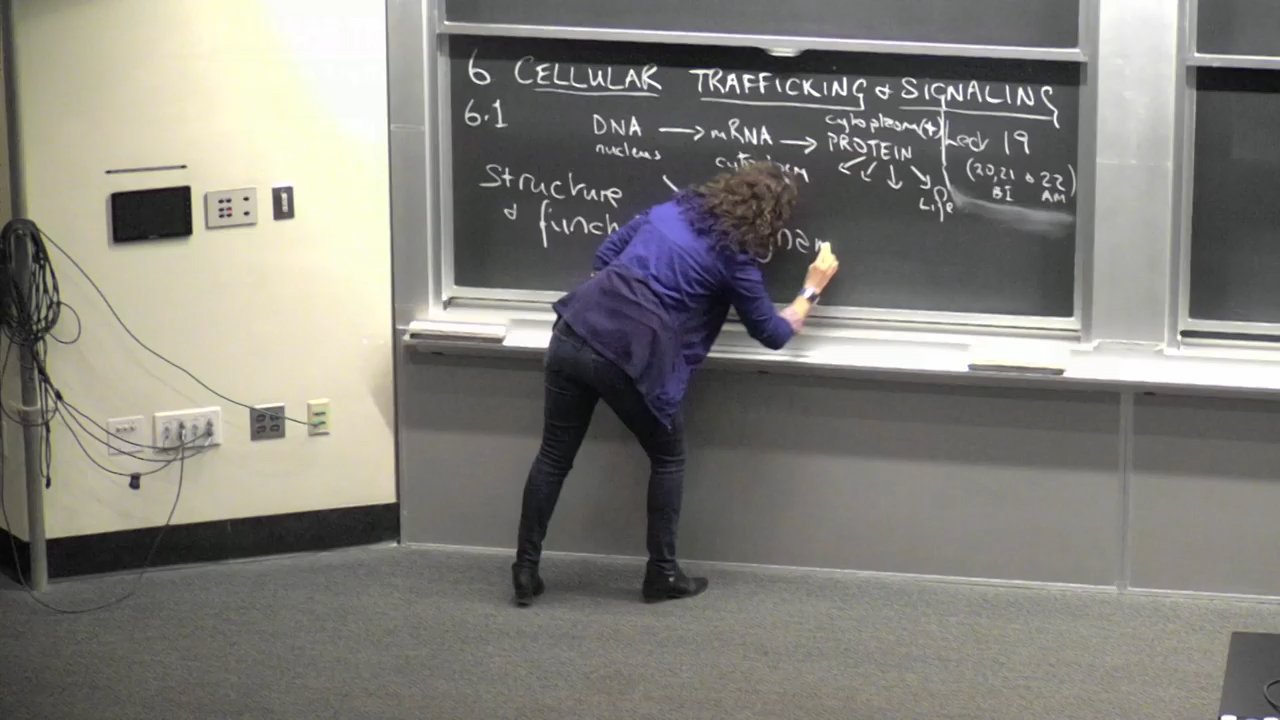 6 CELLULAR TRAFFICKING & SIGNALING
6.1
DNA → mRNA → PROTEIN
nucleus
cytoplasm(+)
Structure
& funct
Life
Lect 19
(20,21 & 22)
BI AM